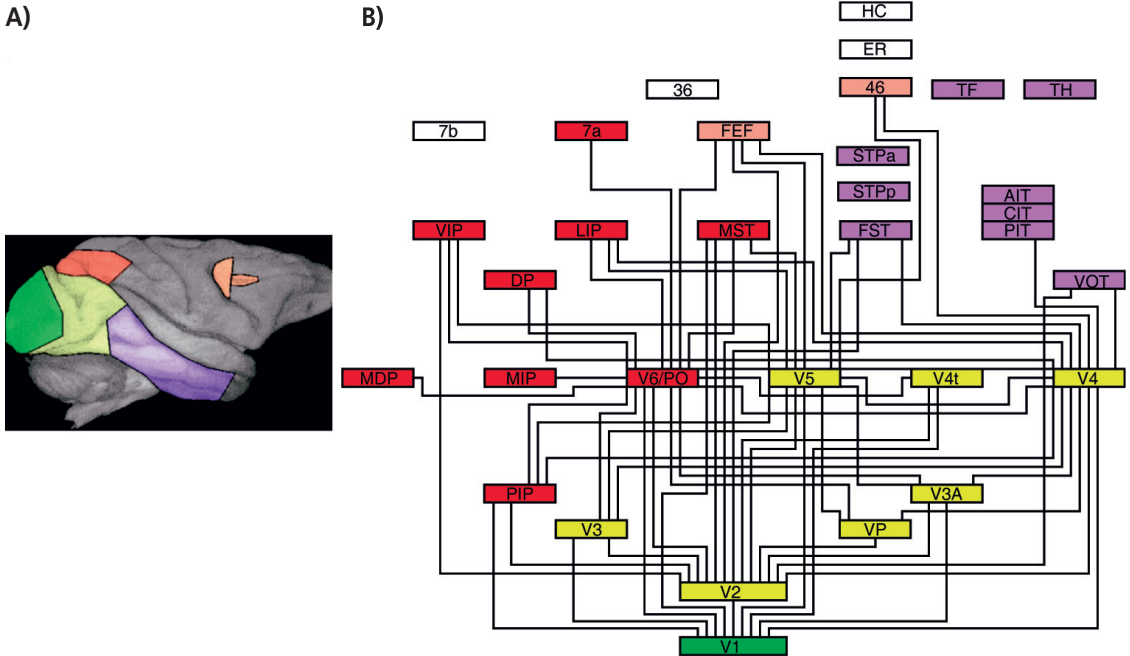 A)
B)
HC
ER
36
46
TF
TH
7b
7a
FEF
STPa
STPp
AIT
CIT
PIT
VIP
LIP
MST
FST
DP
VOT
MDP
MIP
V6/PO
V5
V4t
V4
PIP
V3A
V3
VP
V2
V1